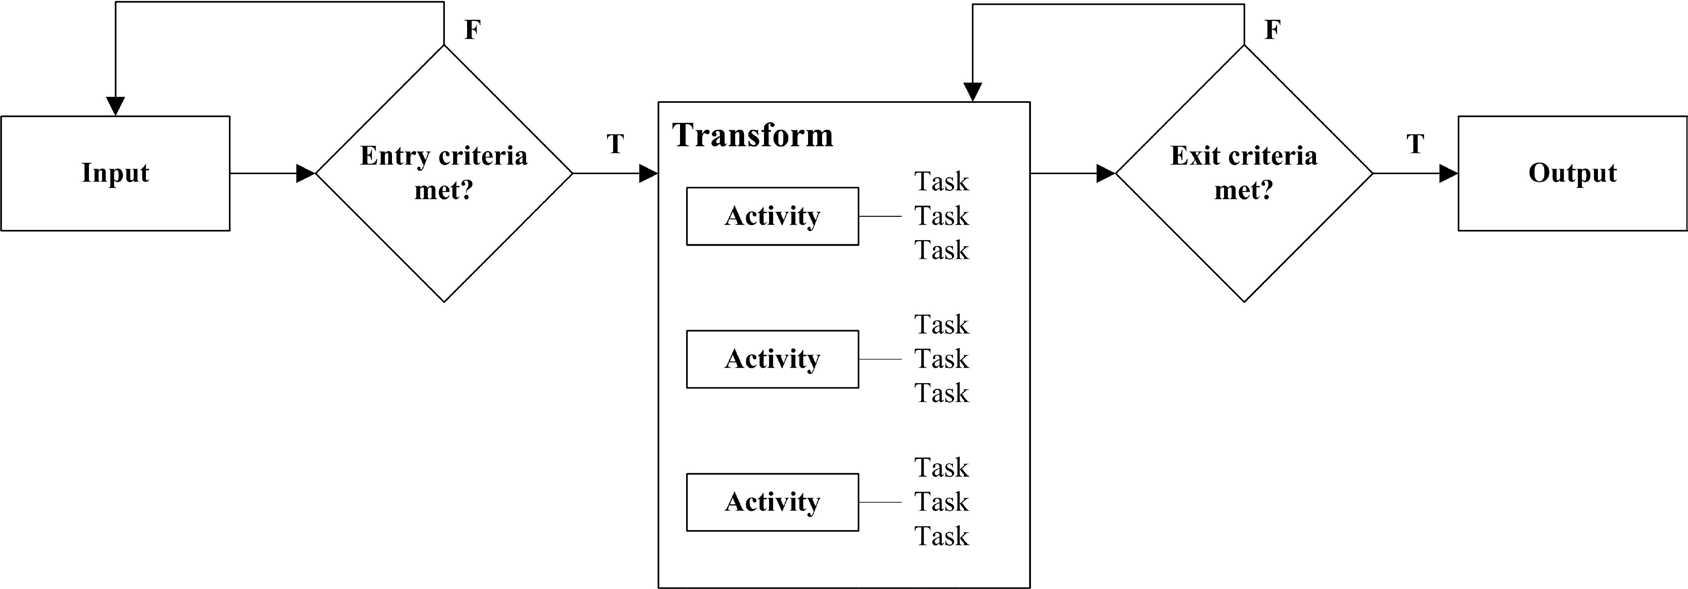 F
Input
Entry criteria
met?
T
Transform
Activity
Task
Task
Task
Activity
Task
Task
Task
Activity
Task
Task
Task
F
Exit criteria
met?
T
Output